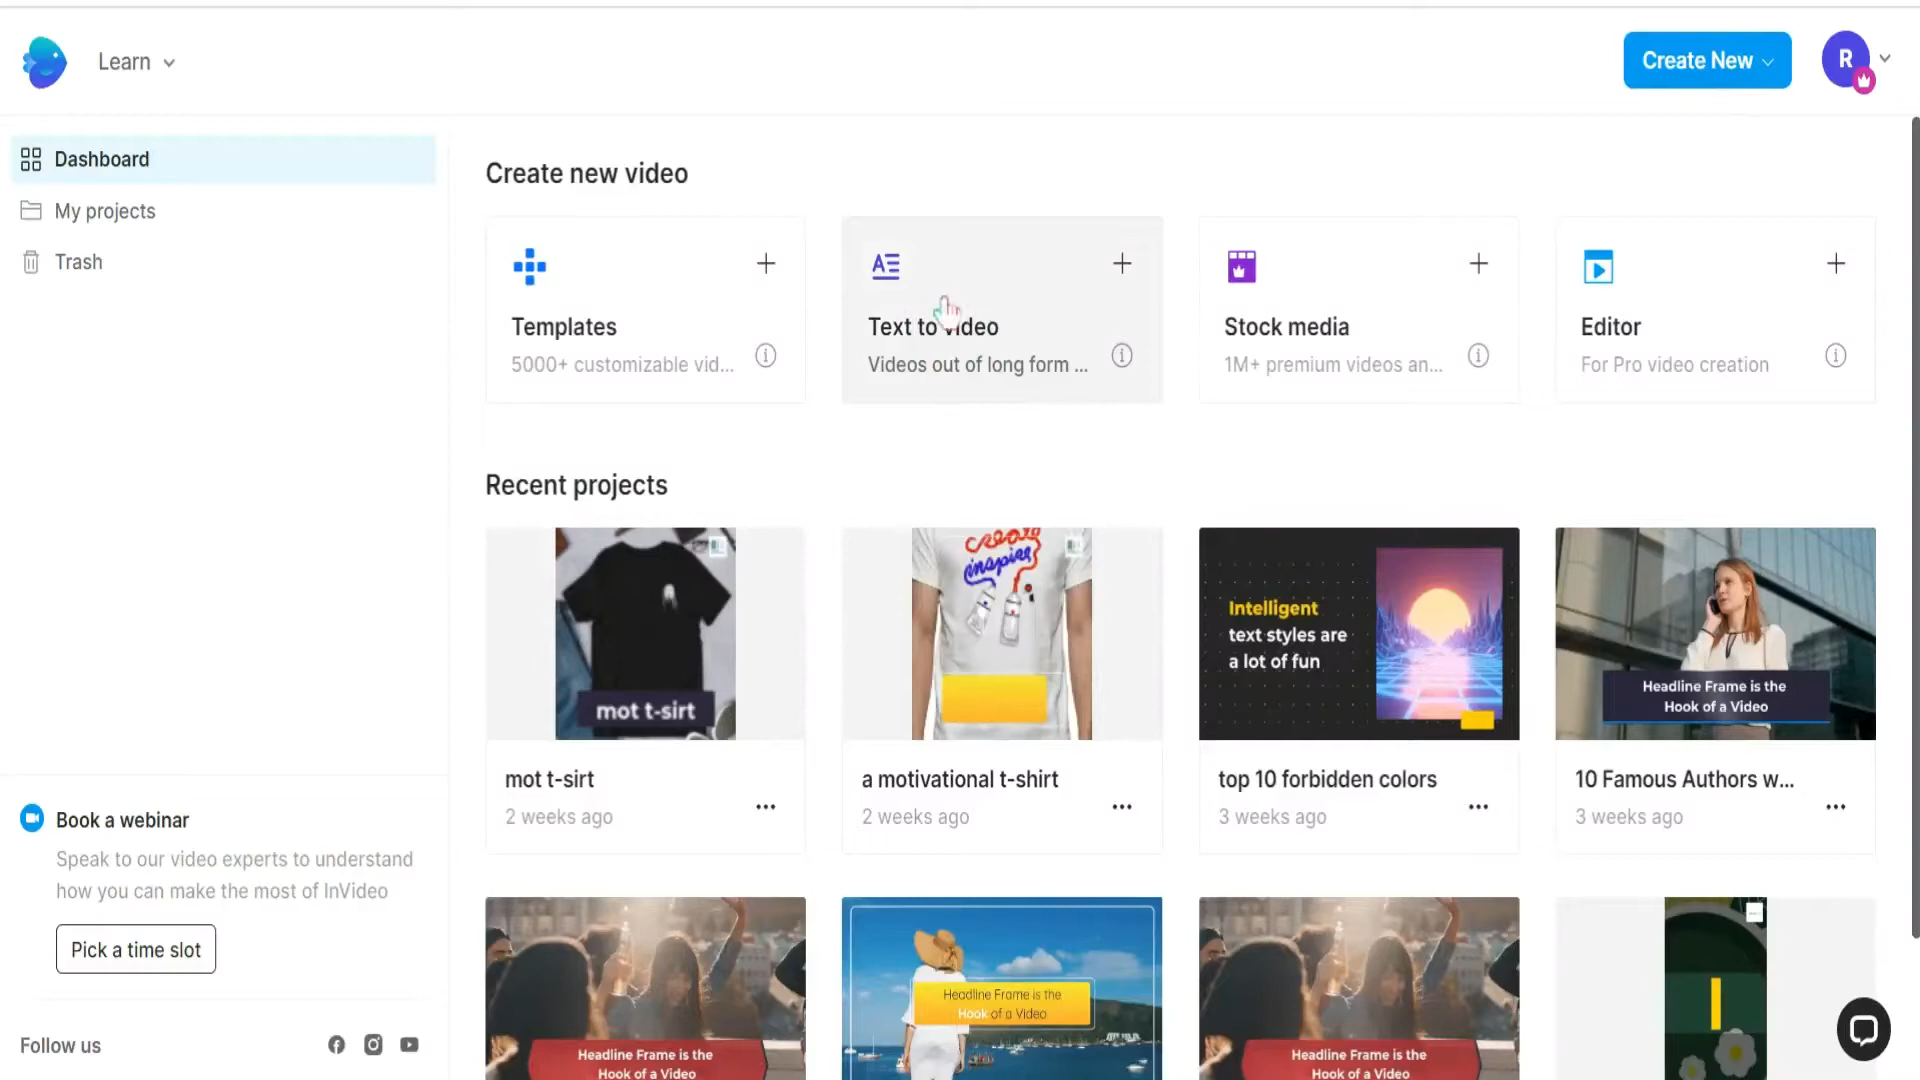 Learn
Create New
R
Dashboard
My projects
Trash
Create new video
Templates
5000+ customizable vid...
Text to video
Videos out of long form ...
Stock media
1M+ premium videos an...
Editor
For Pro video creation
Recent projects
mot t-sirt
create
inspire
Intelligent
text styles are
a lot of fun
Headline Frame is the
Hook of a Video
mot t-sirt
2 weeks ago
a motivational t-shirt
2 weeks ago
top 10 forbidden colors
3 weeks ago
10 Famous Authors w...
3 weeks ago
Book a webinar
Speak to our video experts to understand
how you can make the most of InVideo
Pick a time slot
Headline Frame is the
Hook of a Video
Headline Frame is the
Hook of a Video
Headline Frame is the
Hook of a Video
Follow us